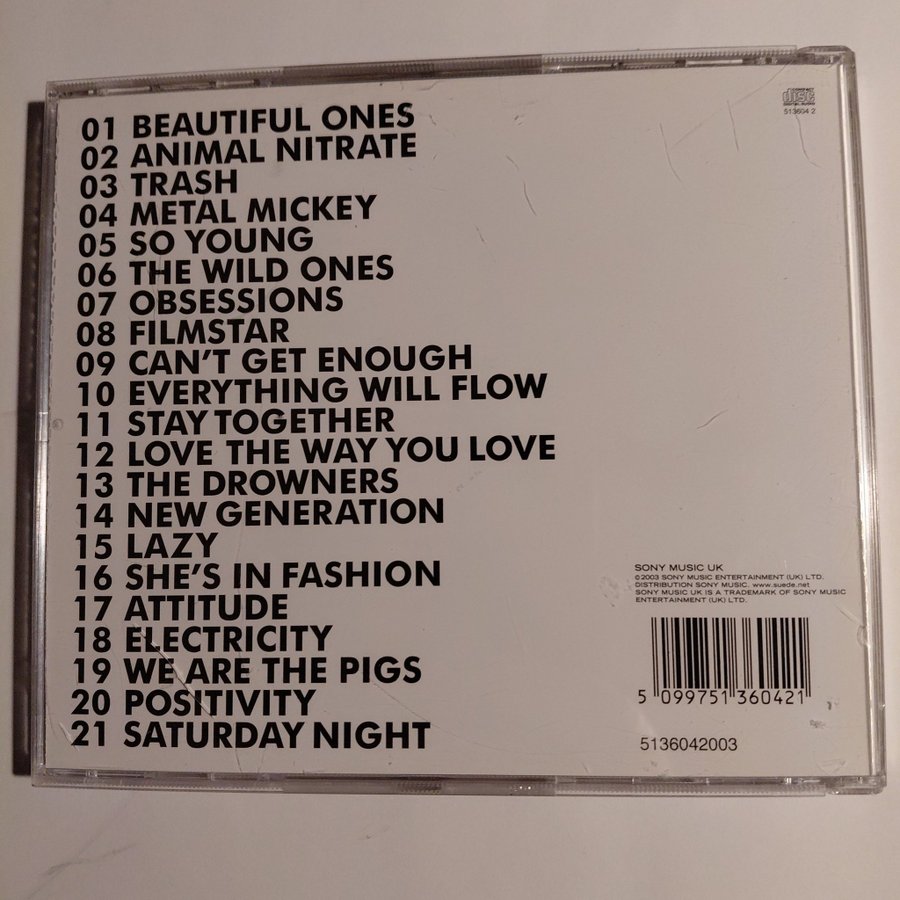 COMPACT
disc
DIGITAL AUDIO
513604 2
01 BEAUTIFUL ONES
02 ANIMAL NITRATE
03 TRASH
04 METAL MICKEY
05 SO YOUNG
06 THE WILD ONES
07 OBSESSIONS
08 FILMSTAR
09 CAN'T GET ENOUGH
10 EVERYTHING WILL FLOW
11 STAY TOGETHER
12 LOVE THE WAY YOU LOVE
13 THE DROWNERS
14 NEW GENERATION
15 LAZY
16 SHE'S IN FASHION
17 ATTITUDE
18 ELECTRICITY
19 WE ARE THE PIGS
20 POSITIVITY
21 SATURDAY NIGHT
SONY MUSIC UK
©2003 SONY MUSIC ENTERTAINMENT (UK) LTD.
DISTRIBUTION SONY MUSIC. www.suede.net
SONY MUSIC UK IS A TRADEMARK OF SONY MUSIC
ENTERTAINMENT (UK) LTD.
5 099751 360421
5136042003